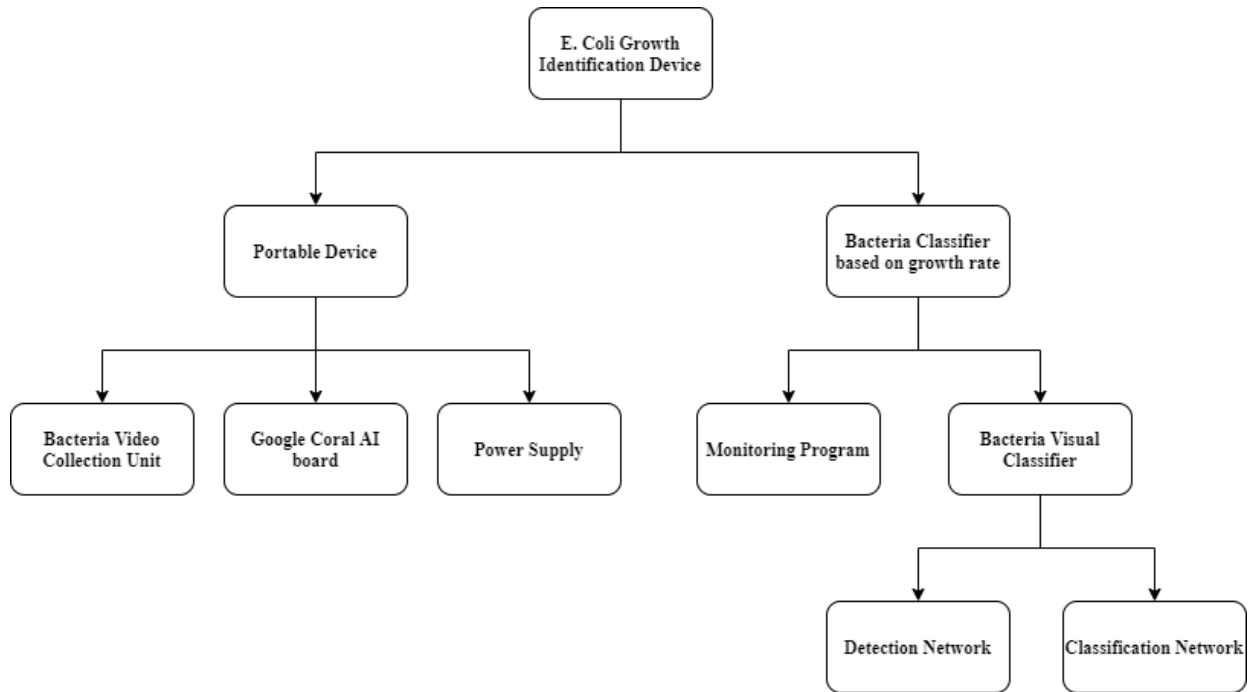 E. Coli Growth
Identification Device
Portable Device
Bacteria Classifier
based on growth rate
Bacteria Video
Collection Unit
Google Coral AI
board
Power Supply
Monitoring Program
Bacteria Visual
Classifier
Detection Network
Classification Network